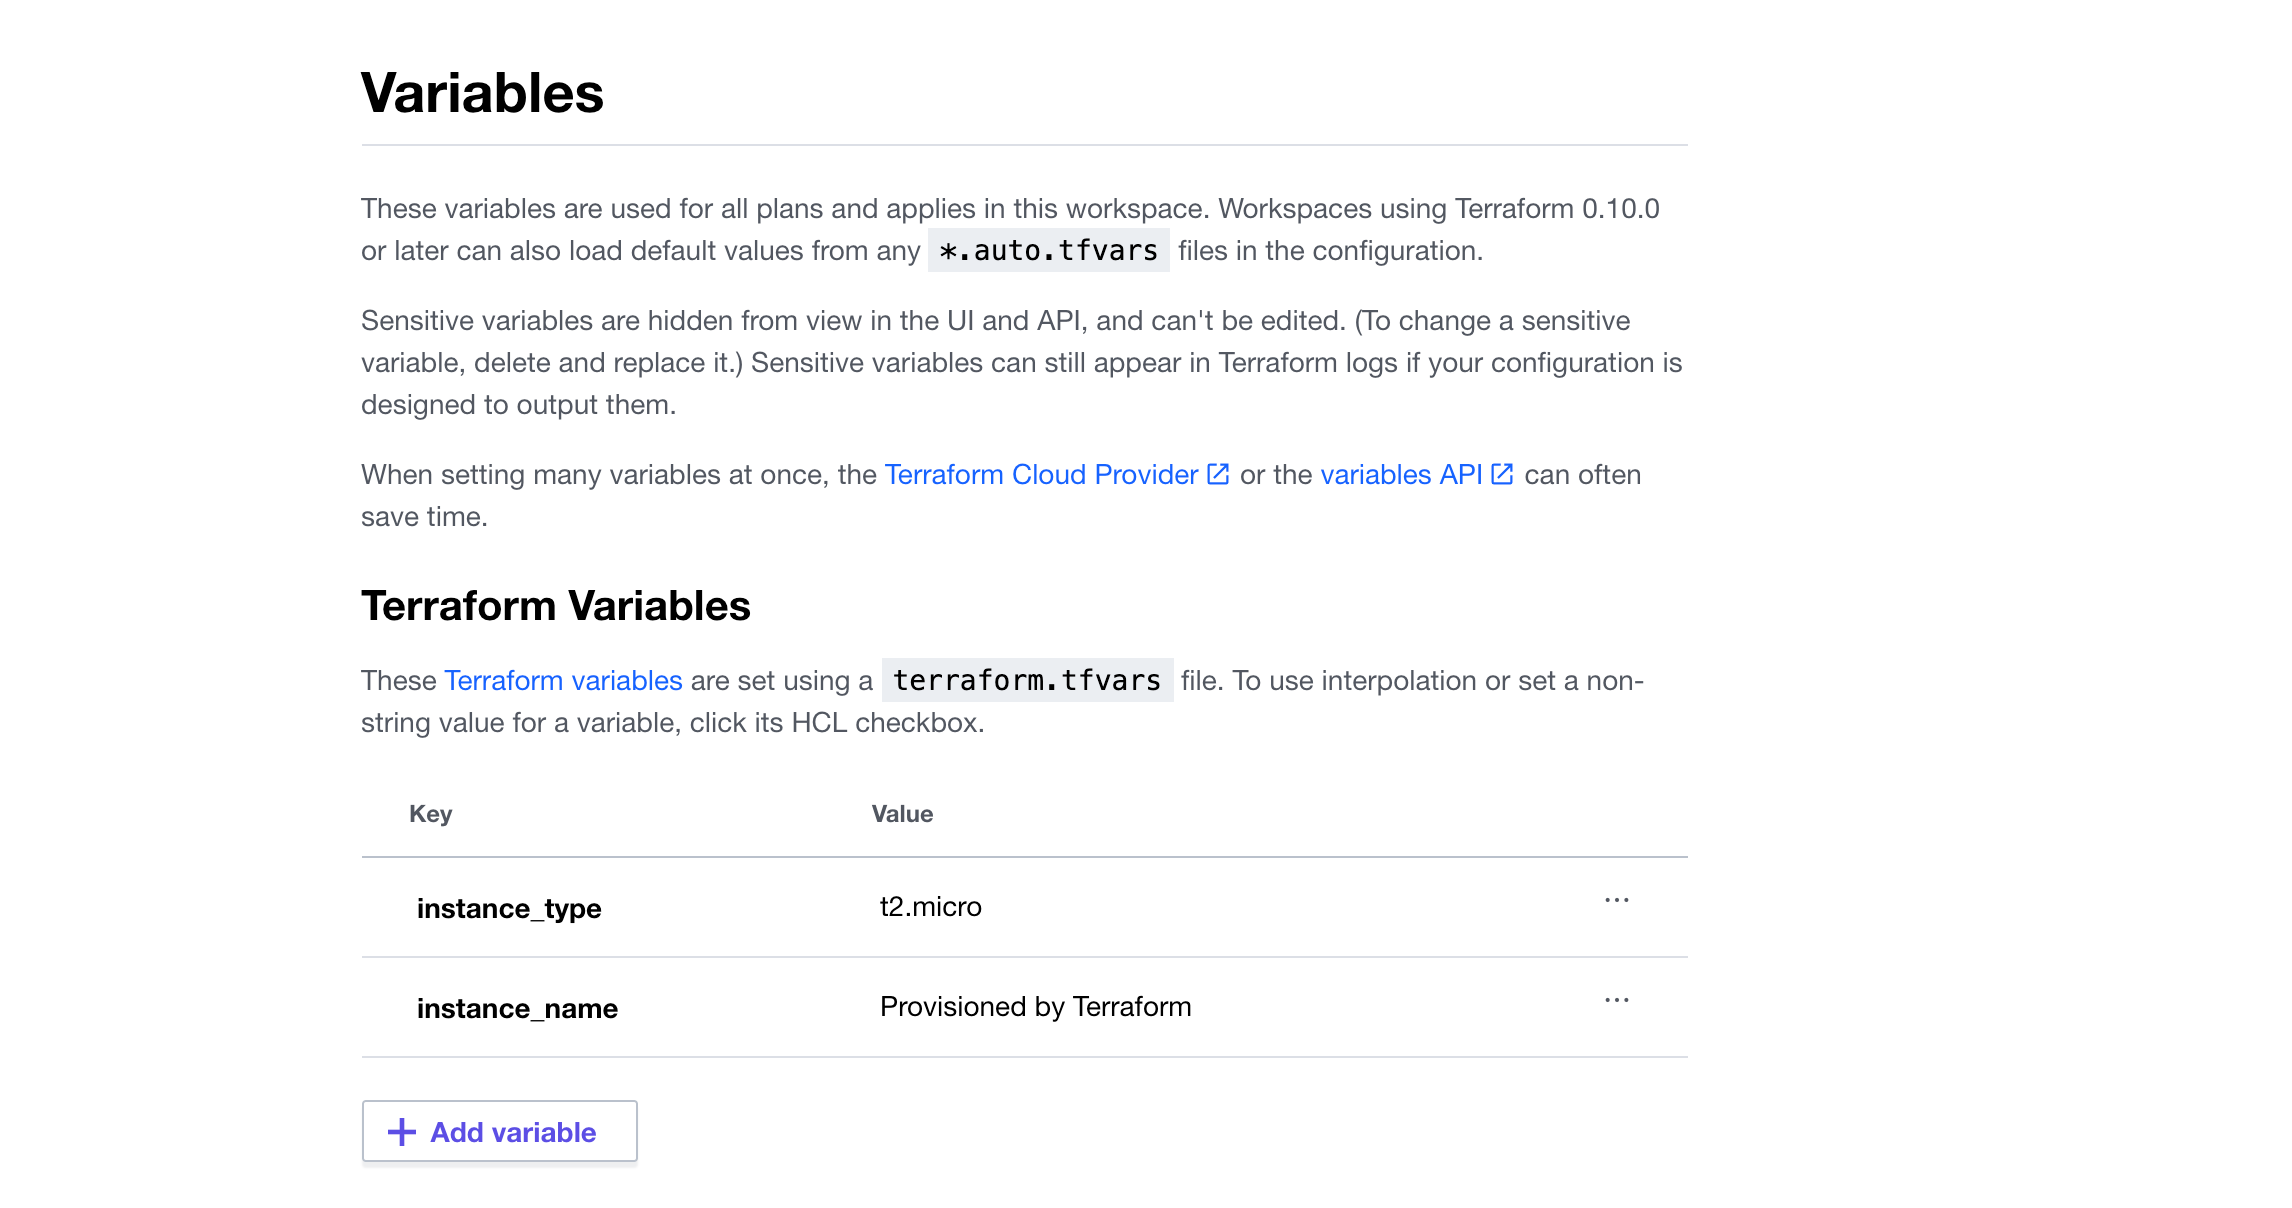 Variables
These variables are used for all plans and applies in this workspace. Workspaces using Terraform 0.10.0
or later can also load default values from any *.auto.tfvars files in the configuration.
Sensitive variables are hidden from view in the UI and API, and can't be edited. (To change a sensitive
variable, delete and replace it.) Sensitive variables can still appear in Terraform logs if your configuration is
designed to output them.
When setting many variables at once, the Terraform Cloud Provider or the variables API can often
save time.
Terraform Variables
These Terraform variables are set using a terraform.tfvars file. To use interpolation or set a non-
string value for a variable, click its HCL checkbox.
Key Value
instance_type t2.micro ...
instance_name Provisioned by Terraform ...
+ Add variable